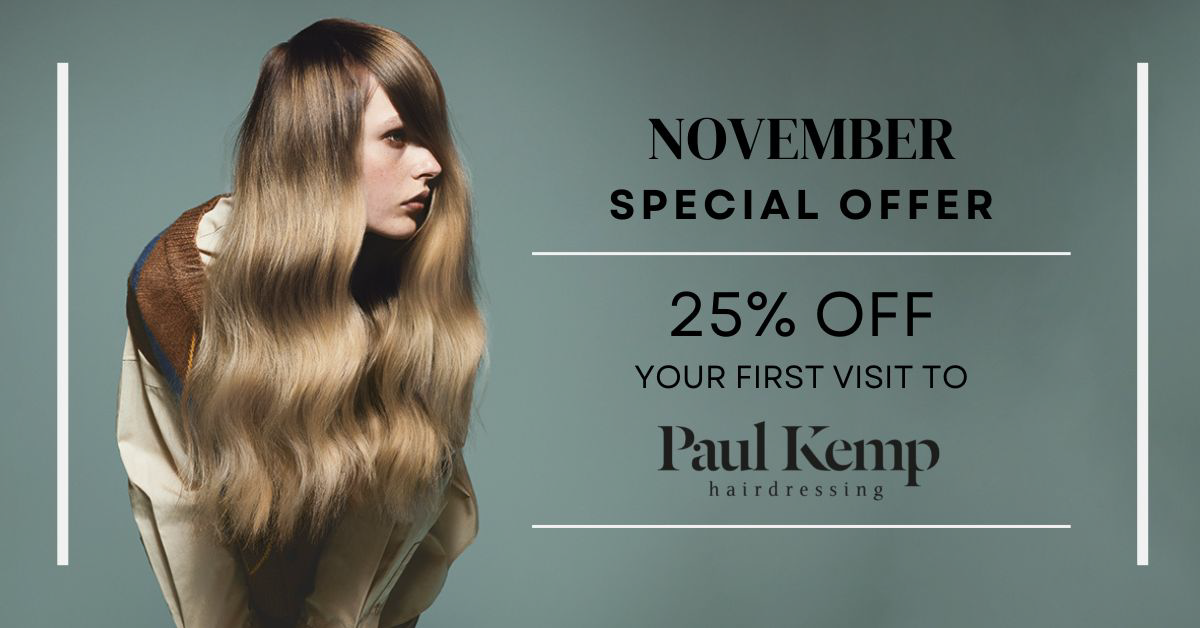 NOVEMBER
SPECIAL OFFER
25% OFF
YOUR FIRST VISIT TO
Paul Kemp
hairdressing